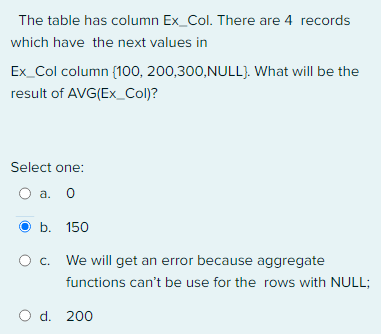 The table has column Ex_Col. There are 4 records
which have the next values in
Ex_Col column {100, 200,300,NULL}. What will be the
result of AVG(Ex_Col)?
Select one:
a. 0
b. 150
c. We will get an error because aggregate
functions can't be use for the rows with NULL;
d. 200